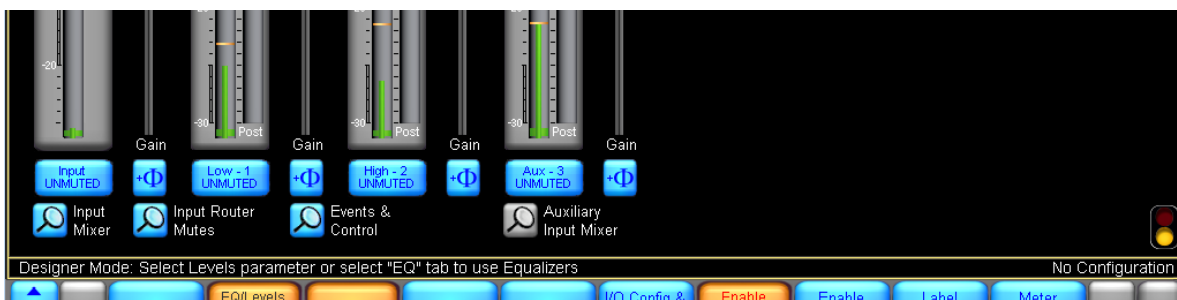 -20
-30 Post
-30 Post
-30 Post
Gain
Gain
Gain
Gain
Input
UNMUTED
+Φ
Low - 1
UNMUTED
+Φ
High - 2
UNMUTED
+Φ
Aux - 3
UNMUTED
+Φ
Input
Mixer
Input Router
Mutes
Events &
Control
Auxiliary
Input Mixer
Designer Mode: Select Levels parameter or select "EQ" tab to use Equalizers
No Configuration
EQ/Levels
I/O Config &
Enable
Enable
Label
Meter